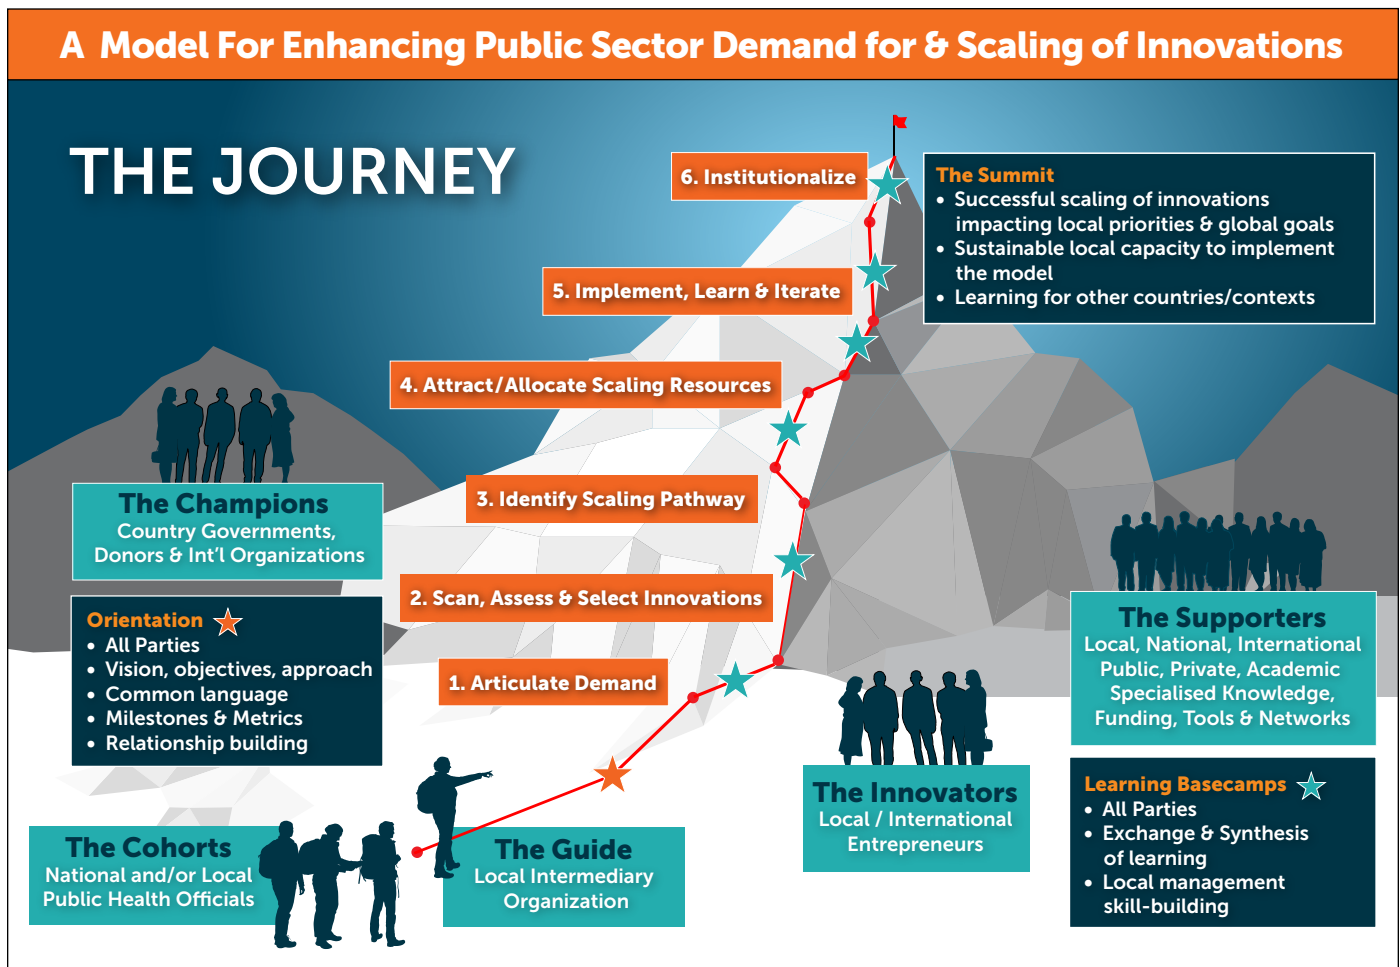 A Model For Enhancing Public Sector Demand for & Scaling of Innovations
THE JOURNEY
6. Institutionalize
The Summit
• Successful scaling of innovations
impacting local priorities & global goals
• Sustainable local capacity to implement
the model
• Learning for other countries/contexts
5. Implement, Learn & Iterate
4. Attract/Allocate Scaling Resources
3. Identify Scaling Pathway
2. Scan, Assess & Select Innovations
1. Articulate Demand
The Champions
Country Governments,
Donors & Int'l Organizations
Orientation
• All Parties
• Vision, objectives, approach
• Common language
• Milestones & Metrics
• Relationship building
The Supporters
Local, National, International
Public, Private, Academic
Specialised Knowledge,
Funding, Tools & Networks
The Cohorts
National and/or Local
Public Health Officials
The Guide
Local Intermediary
Organization
The Innovators
Local / International
Entrepreneurs
Learning Basecamps
• All Parties
• Exchange & Synthesis
of learning
• Local management
skill-building